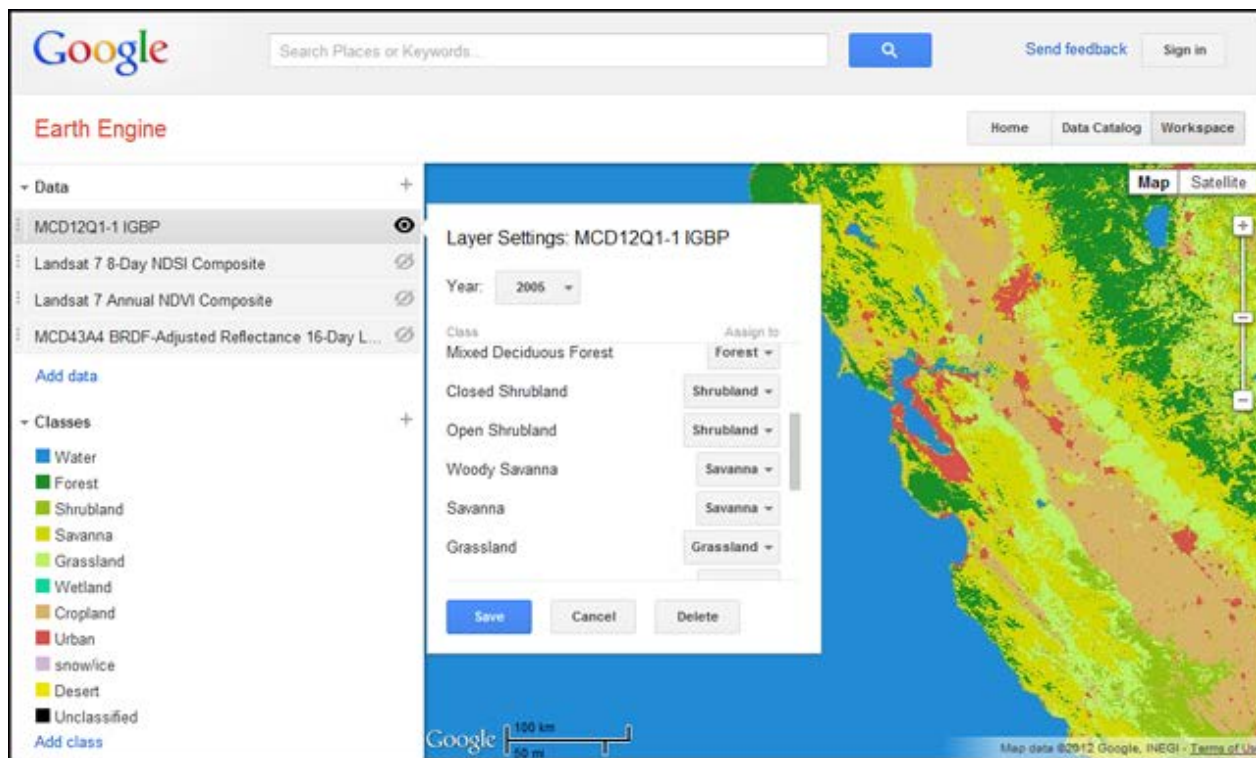 Google
Search Places or Keywords...
Send feedback
Sign in
Earth Engine
Home
Data Catalog
Workspace
Data
MCD12Q1-1 IGBP
Landsat 7 8-Day NDSI Composite
Landsat 7 Annual NDVI Composite
MCD43A4 BRDF-Adjusted Reflectance 16-Day L...
Add data
Classes
Water
Forest
Shrubland
Savanna
Grassland
Wetland
Cropland
Urban
snow/ice
Desert
Unclassified
Add class
Layer Settings: MCD12Q1-1 IGBP
Year: 2005
Class Assign to
Mixed Deciduous Forest Forest
Closed Shrubland Shrubland
Open Shrubland Shrubland
Woody Savanna Savanna
Savanna Savanna
Grassland Grassland
Save
Cancel
Delete
Map
Satellite
Google
100 km
50 mi
Map data ©2012 Google, INEGI - Terms of Us